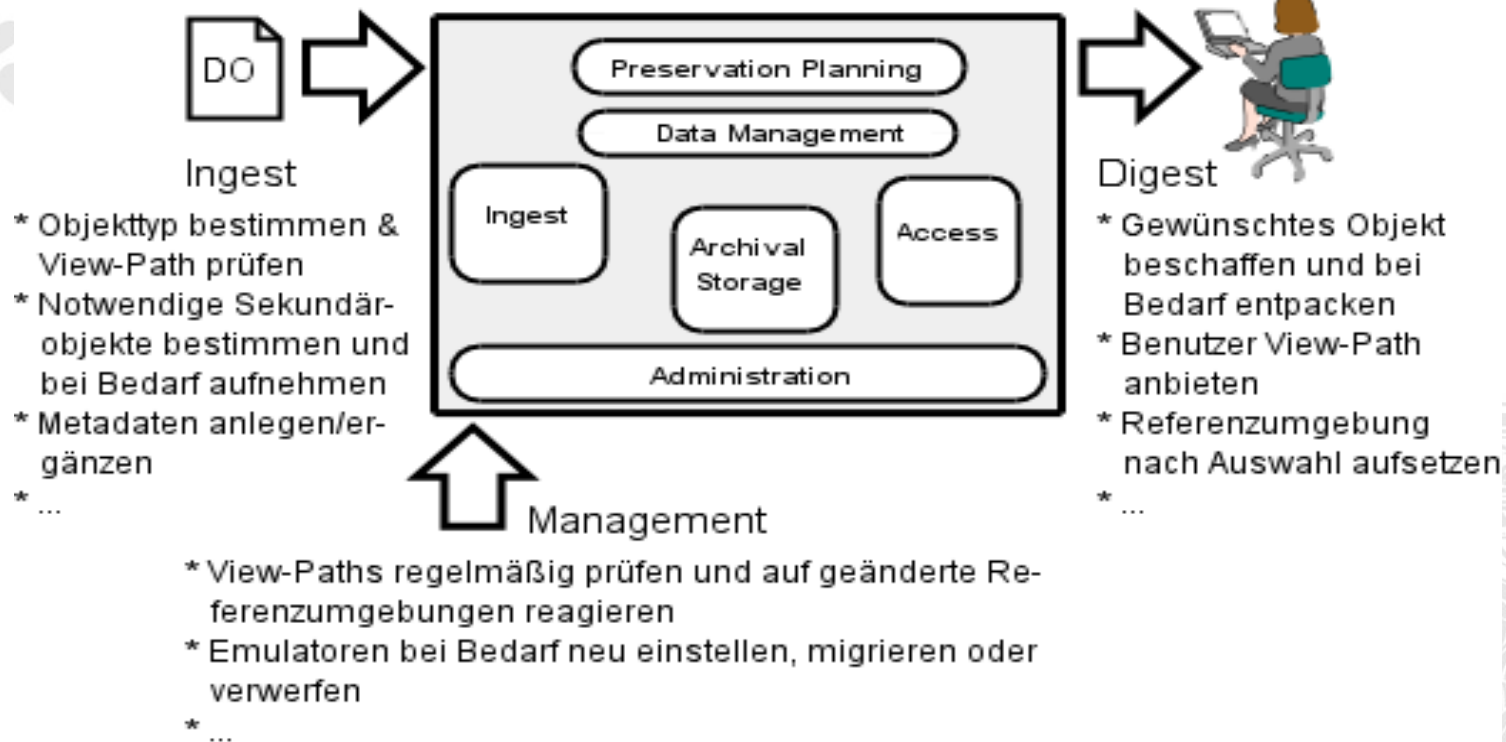 DO
Preservation Planning
Data Management
Ingest
Archival
Storage
Access
Administration
Ingest
* Objekttyp bestimmen &
View-Path prüfen
* Notwendige Sekundär-
objekte bestimmen und
bei Bedarf aufnehmen
* Metadaten anlegen/er-
gänzen
* ...
Digest
* Gewünschtes Objekt
beschaffen und bei
Bedarf entpacken
* Benutzer View-Path
anbieten
* Referenzumgebung
nach Auswahl aufsetzen
* ...
Management
* View-Paths regelmäßig prüfen und auf geänderte Re-
ferenzumgebungen reagieren
* Emulatoren bei Bedarf neu einstellen, migrieren oder
verwerfen
* ...